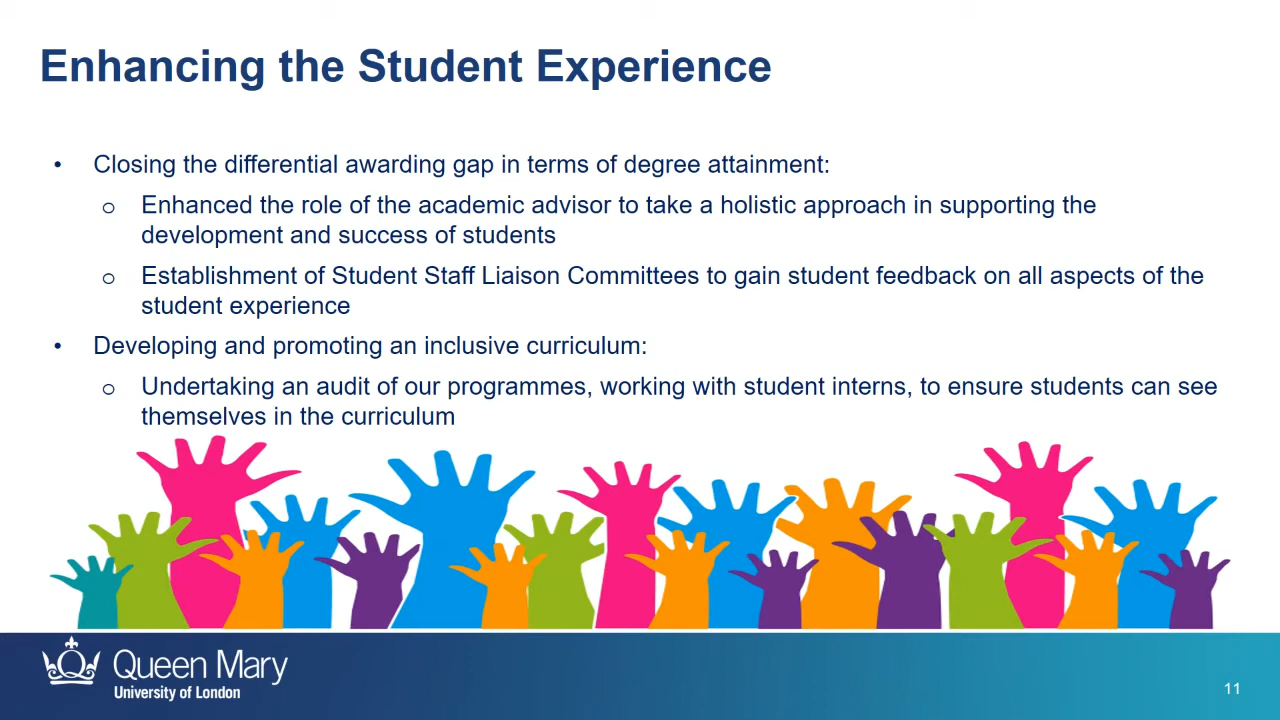 Enhancing the Student Experience
• Closing the differential awarding gap in terms of degree attainment:
o Enhanced the role of the academic advisor to take a holistic approach in supporting the
development and success of students
o Establishment of Student Staff Liaison Committees to gain student feedback on all aspects of the
student experience
• Developing and promoting an inclusive curriculum:
o Undertaking an audit of our programmes, working with student interns, to ensure students can see
themselves in the curriculum
Queen Mary
University of London
11